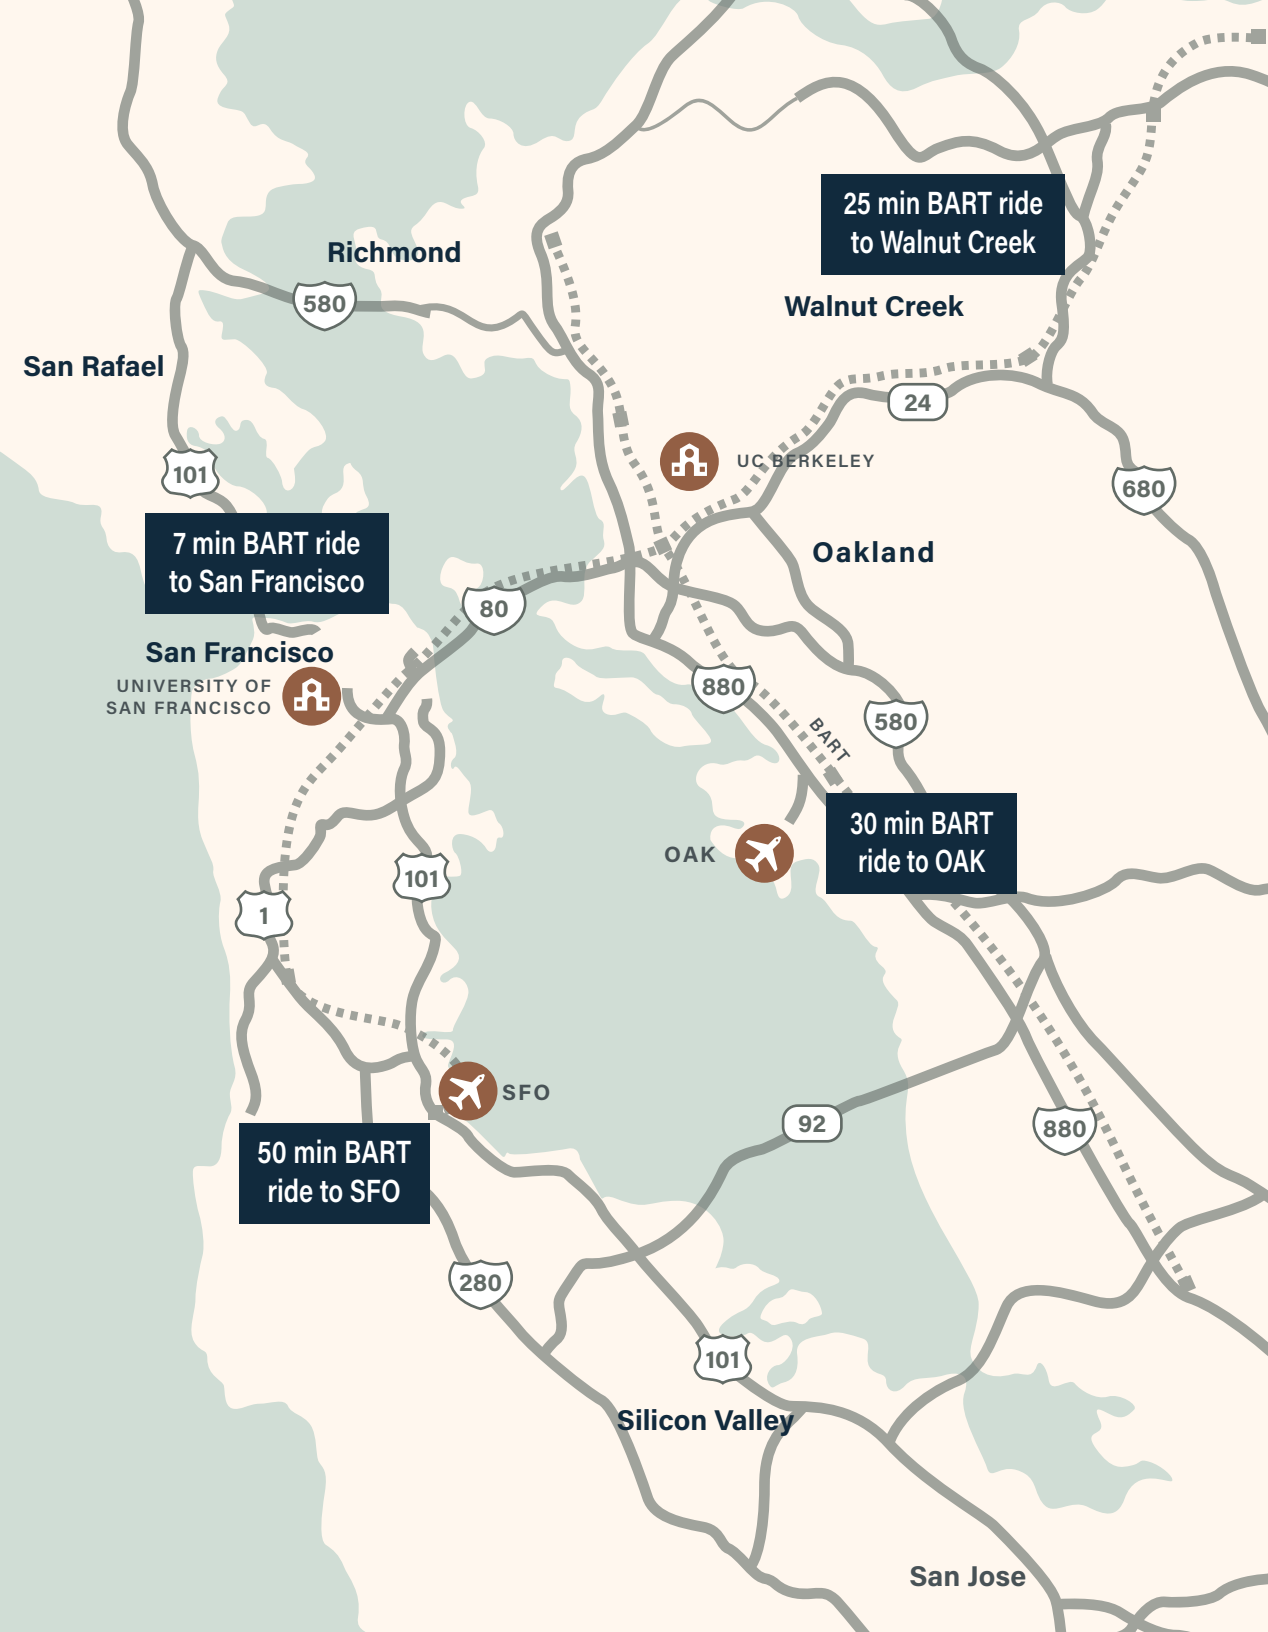 25 min BART ride
to Walnut Creek
Richmond
580
Walnut Creek
San Rafael
24
UC BERKELEY
101
680
7 min BART ride
to San Francisco
Oakland
80
San Francisco
UNIVERSITY OF
SAN FRANCISCO
880
580
BART
30 min BART
ride to OAK
OAK
101
1
SFO
92
880
50 min BART
ride to SFO
280
101
Silicon Valley
San Jose